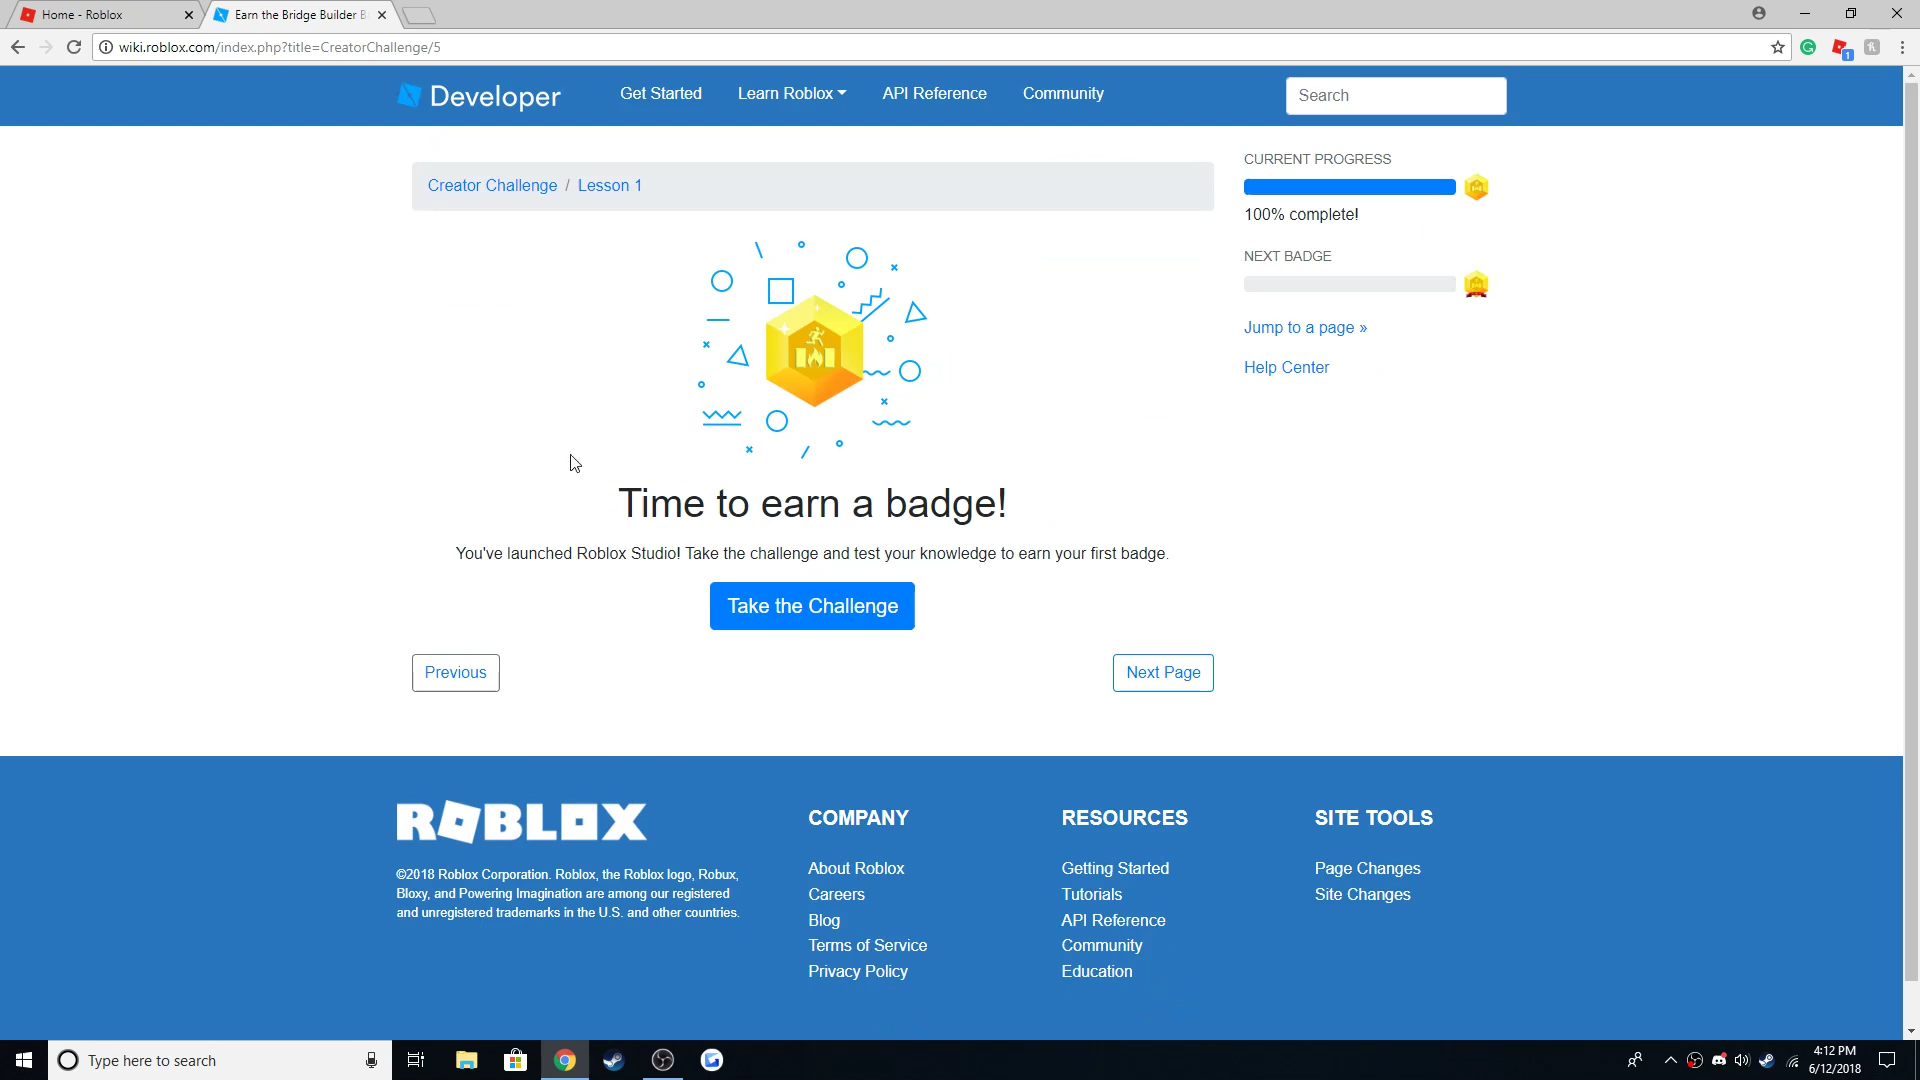 Home - Roblox
Earn the Bridge Builder B
wiki.roblox.com/index.php?title=CreatorChallenge/5
1
Developer
Get Started
Learn Roblox
API Reference
Community
Search
Creator Challenge / Lesson 1
CURRENT PROGRESS
100% complete!
NEXT BADGE
Jump to a page »
Help Center
Time to earn a badge!
You've launched Roblox Studio! Take the challenge and test your knowledge to earn your first badge.
Take the Challenge
Previous
Next Page
ROBLOX
©2018 Roblox Corporation. Roblox, the Roblox logo, Robux,
Bloxy, and Powering Imagination are among our registered
and unregistered trademarks in the U.S. and other countries.
COMPANY
About Roblox
Careers
Blog
Terms of Service
Privacy Policy
RESOURCES
Getting Started
Tutorials
API Reference
Community
Education
SITE TOOLS
Page Changes
Site Changes
Type here to search
4:12 PM
6/12/2018